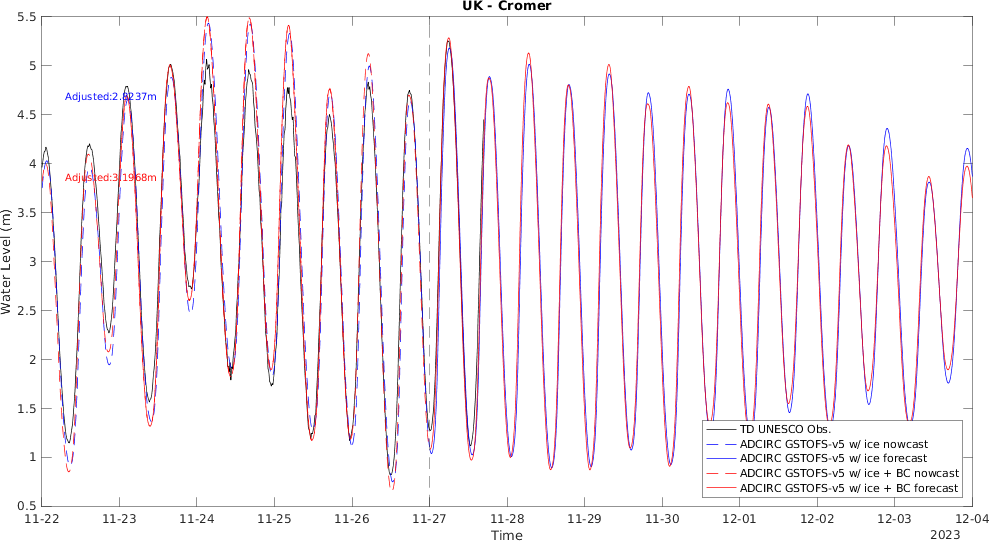 UK - Cromer
5.5
5
4.5
4
3.5
3
2.5
2
1.5
1
0.5
Water Level (m)
Adjusted:2.8237m
Adjusted:3.1968m
TD UNESCO Obs.
ADCIRC GSTOFS-v5 w/ ice nowcast
ADCIRC GSTOFS-v5 w/ ice forecast
ADCIRC GSTOFS-v5 w/ ice + BC nowcast
ADCIRC GSTOFS-v5 w/ ice + BC forecast
11-22 11-23 11-24 11-25 11-26 11-27 11-28 11-29 11-30 12-01 12-02 12-03 12-04
Time
2023